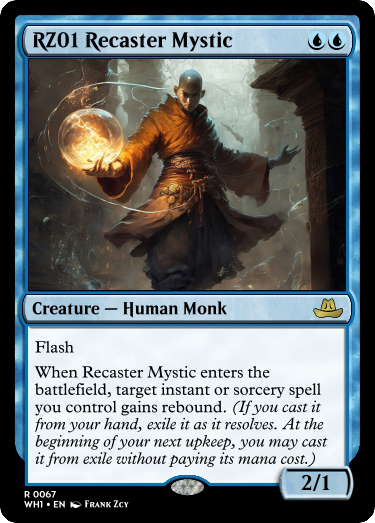 RZ01 Recaster Mystic
Creature — Human Monk
Flash
When Recaster Mystic enters the
battlefield, target instant or sorcery spell
you control gains rebound. (If you cast it
from your hand, exile it as it resolves. At the
beginning of your next upkeep, you may cast
it from exile without paying its mana cost.)
2/1
R 0067
WH1 • EN Frank Zcy